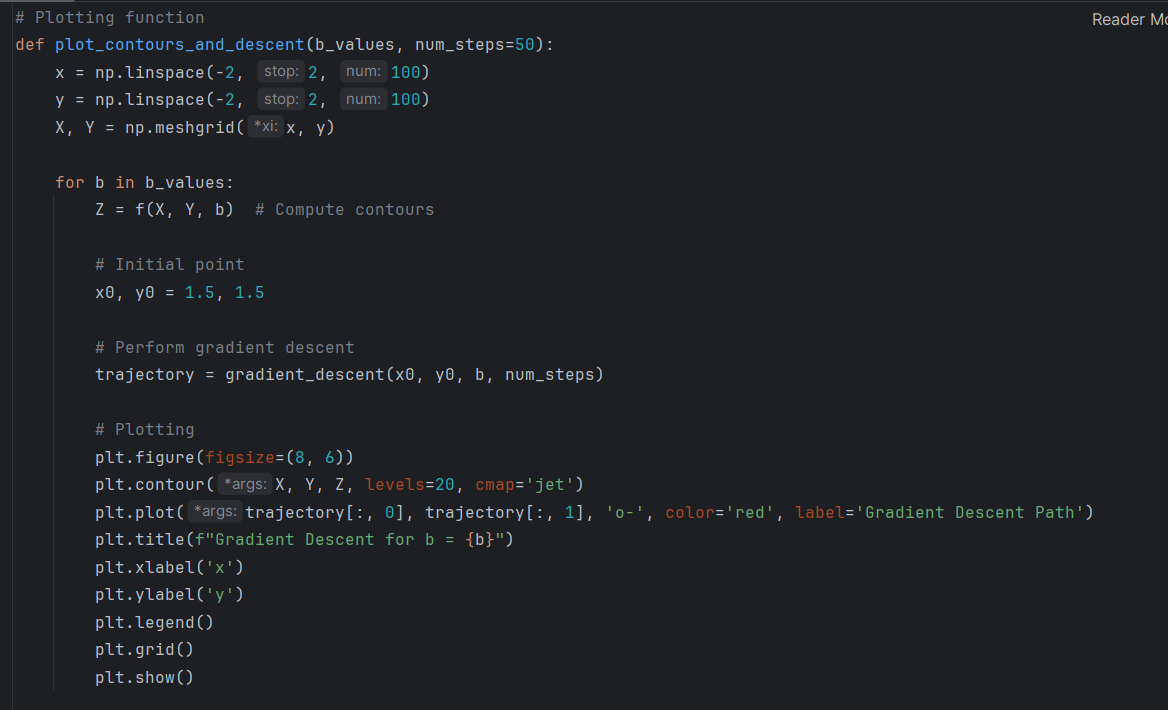 # Plotting function
Reader Mo
def plot_contours_and_descent(b_values, num_steps=50):
    x = np.linspace(-2, stop: 2, num: 100)
    y = np.linspace(-2, stop: 2, num: 100)
    X, Y = np.meshgrid( *xi: x, y)
    for b in b_values:
        Z = f(X, Y, b)  # Compute contours
        # Initial point
        x0, y0 = 1.5, 1.5
        # Perform gradient descent
        trajectory = gradient_descent(x0, y0, b, num_steps)
        # Plotting
        plt.figure(figsize=(8, 6))
        plt.contour( *args: X, Y, Z, levels=20, cmap='jet')
        plt.plot( *args: trajectory[:, 0], trajectory[:, 1], 'o-', color='red', label='Gradient Descent Path')
        plt.title(f"Gradient Descent for b = {b}")
        plt.xlabel('x')
        plt.ylabel('y')
        plt.legend()
        plt.grid()
        plt.show()